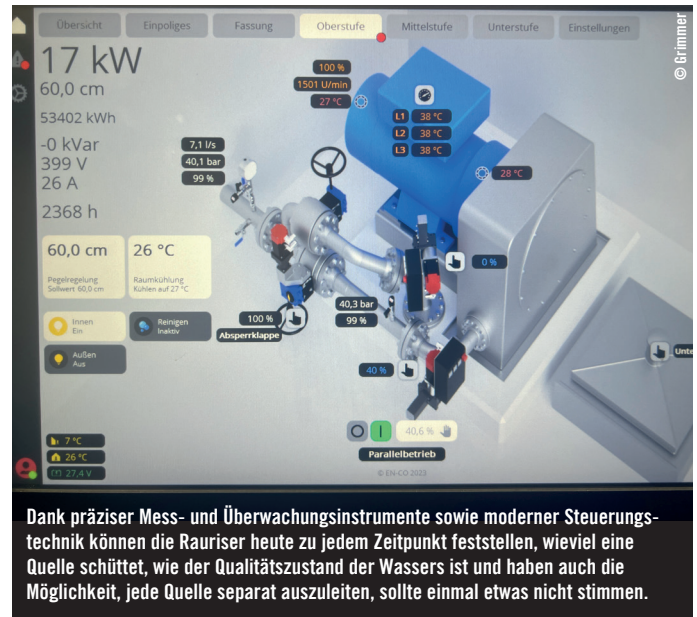 Übersicht
Einpoliges
Fassung
Oberstufe
Mittelstufe
Unterstufe
Einstellungen
© Grimmer
17 kW
60,0 cm
53402 kWh
-0 kVar
399 V
26 A
2368 h
100 %
1501 U/min
27 °C
L1 38 °C
L2 38 °C
L3 38 °C
28 °C
7,1 l/s
40,1 bar
99 %
60,0 cm
Pegelregelung
Sollwert 60,0 cm
26 °C
Raumkühlung
Kühlen auf 27 °C
Innen
Ein
Reinigen
Inaktiv
Außen
Aus
0 %
100 %
Absperrklappe
40,3 bar
99 %
40 %
Unte
40,6 %
Parallelbetrieb
© EN-CO 2023
7 °C
26 °C
27,4 V
Dank präziser Mess- und Überwachungsinstrumente sowie moderner Steuerungs-
technik können die Rauriser heute zu jedem Zeitpunkt feststellen, wieviel eine
Quelle schüttet, wie der Qualitätszustand der Wassers ist und haben auch die
Möglichkeit, jede Quelle separat auszuleiten, sollte einmal etwas nicht stimmen.